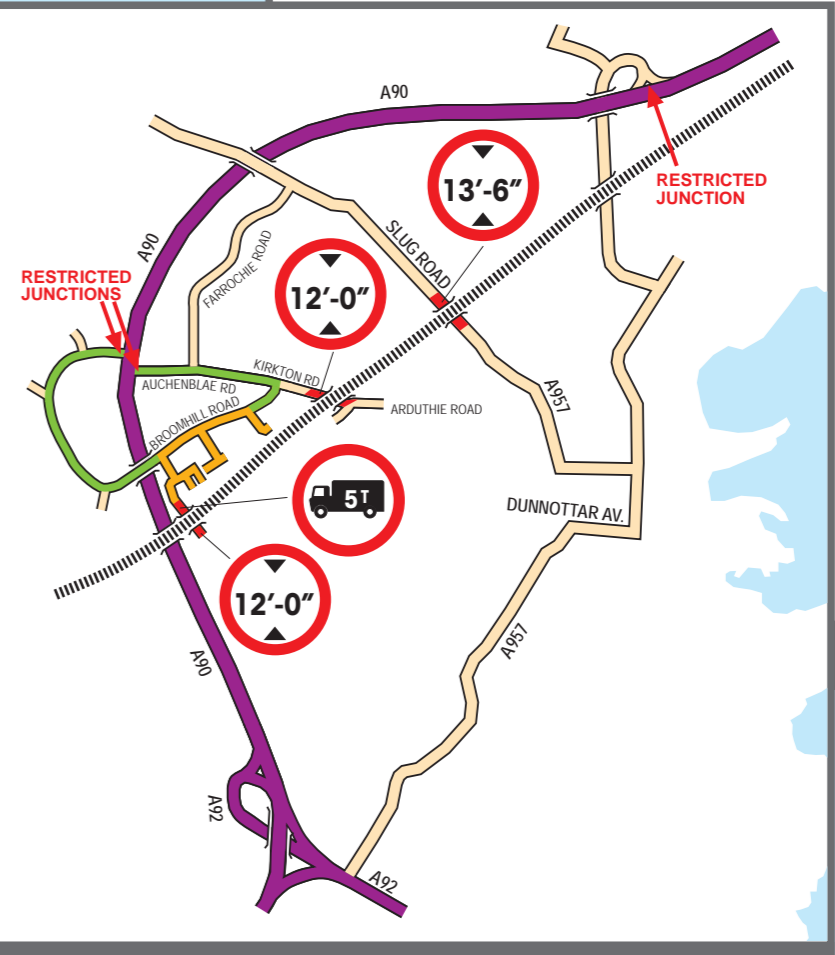 A90
13'-6"
RESTRICTED
JUNCTION
SLUG ROAD
A90
FARROCHIE ROAD
RESTRICTED
JUNCTIONS
12'-0"
KIRKTON RD
AUCHENBLAE RD
ARDUTHIE ROAD
A957
BROOMHILL ROAD
5T
DUNNOTTAR AV.
12'-0"
A957
A90
A92
A92